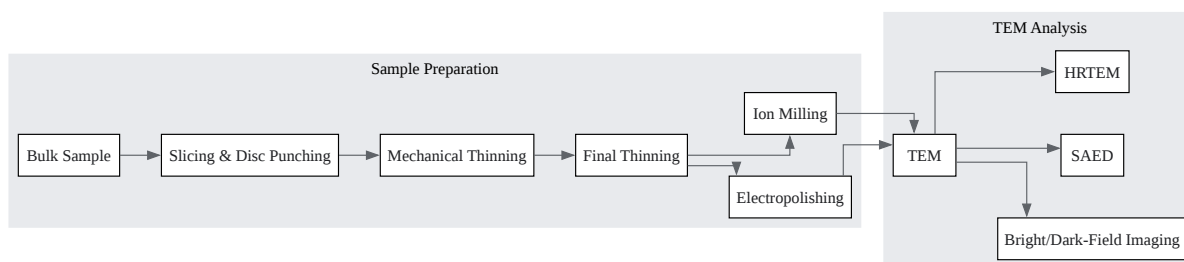 TEM Analysis
Sample Preparation
HRTEM
Ion Milling
Bulk Sample
Slicing & Disc Punching
Mechanical Thinning
Final Thinning
TEM
SAED
Electropolishing
Bright/Dark-Field Imaging